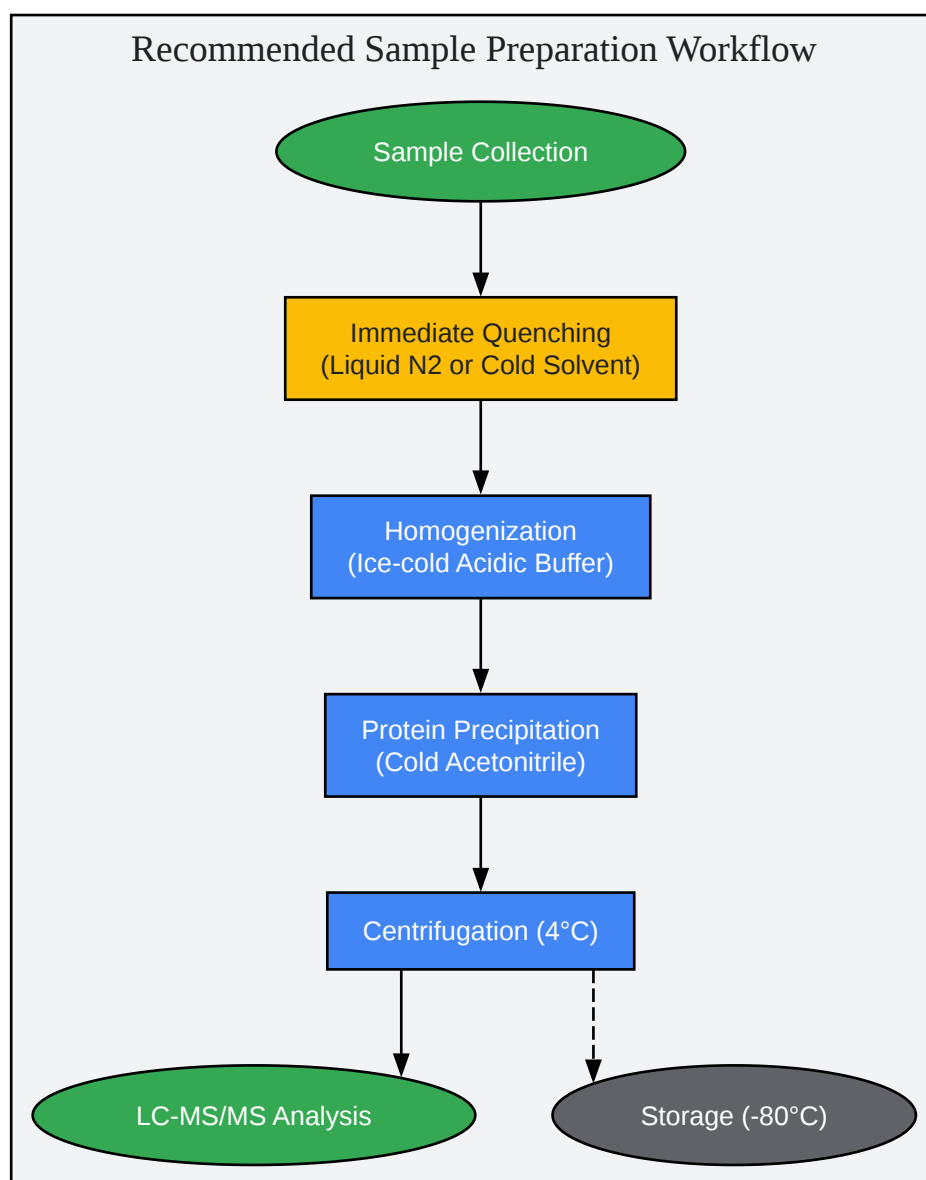 Recommended Sample Preparation Workflow
Sample Collection
Immediate Quenching
(Liquid N2 or Cold Solvent)
Homogenization
(Ice-cold Acidic Buffer)
Protein Precipitation
(Cold Acetonitrile)
Centrifugation (4°C)
LC-MS/MS Analysis
Storage (-80°C)